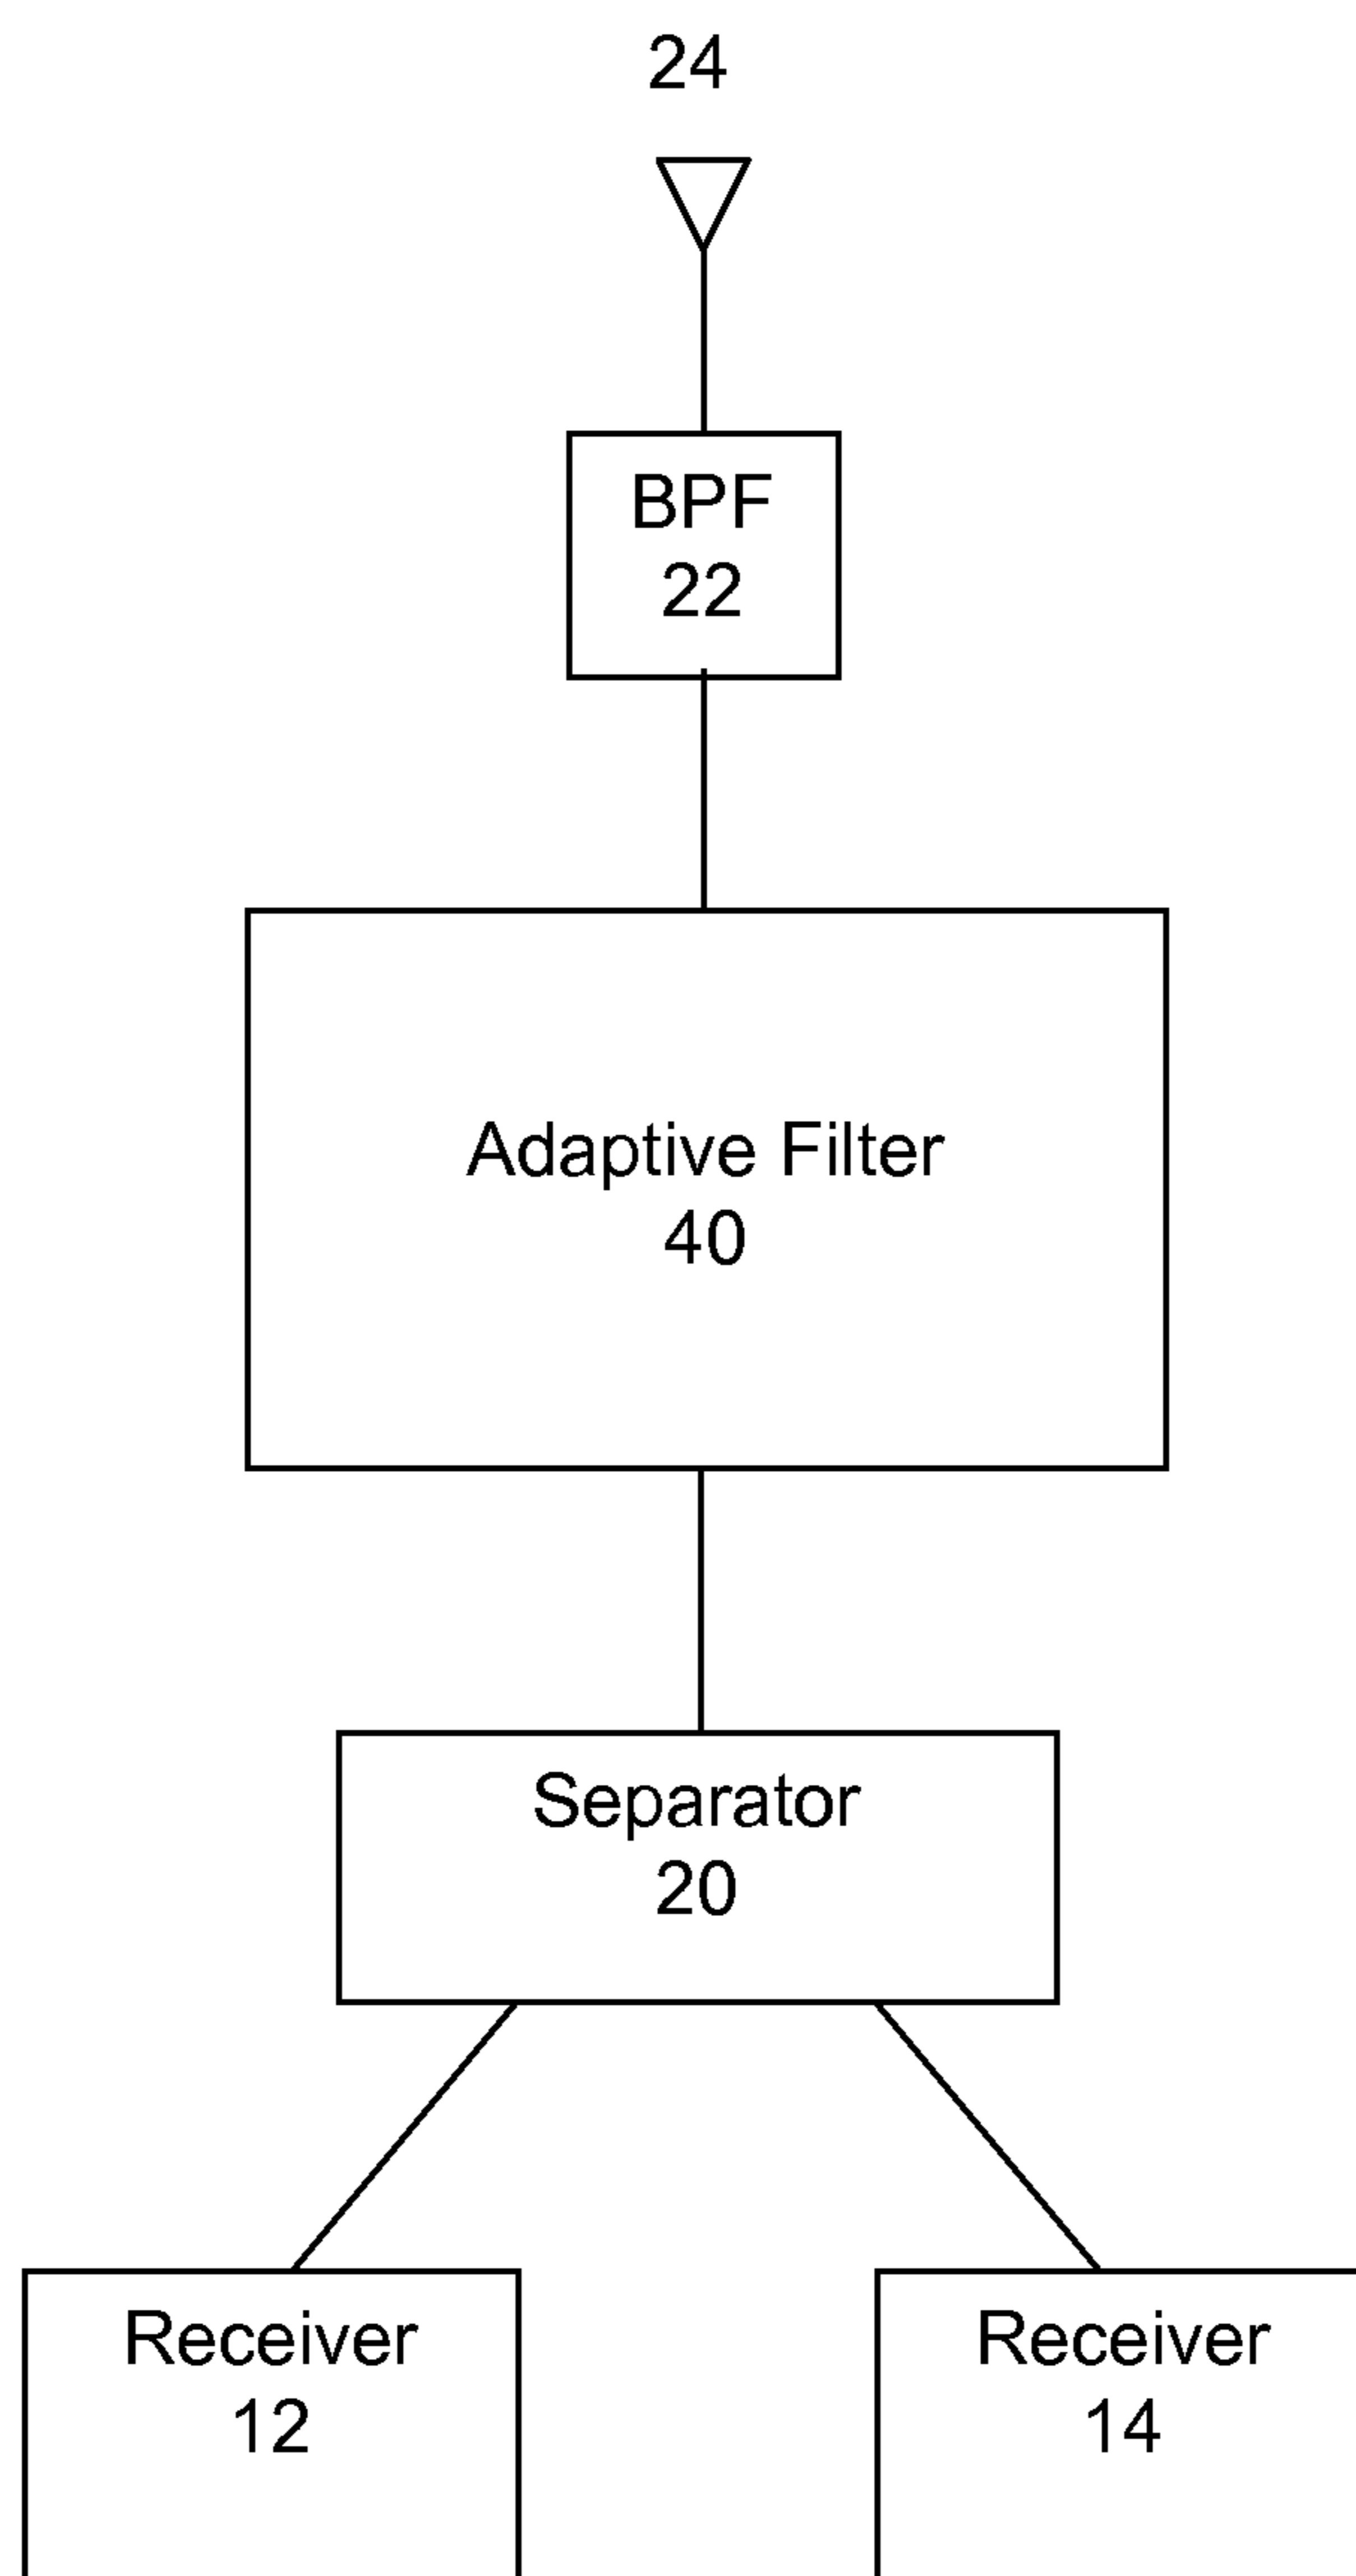 24
BPF
22
Adaptive Filter
40
Separator
20
Receiver
12
Receiver
14